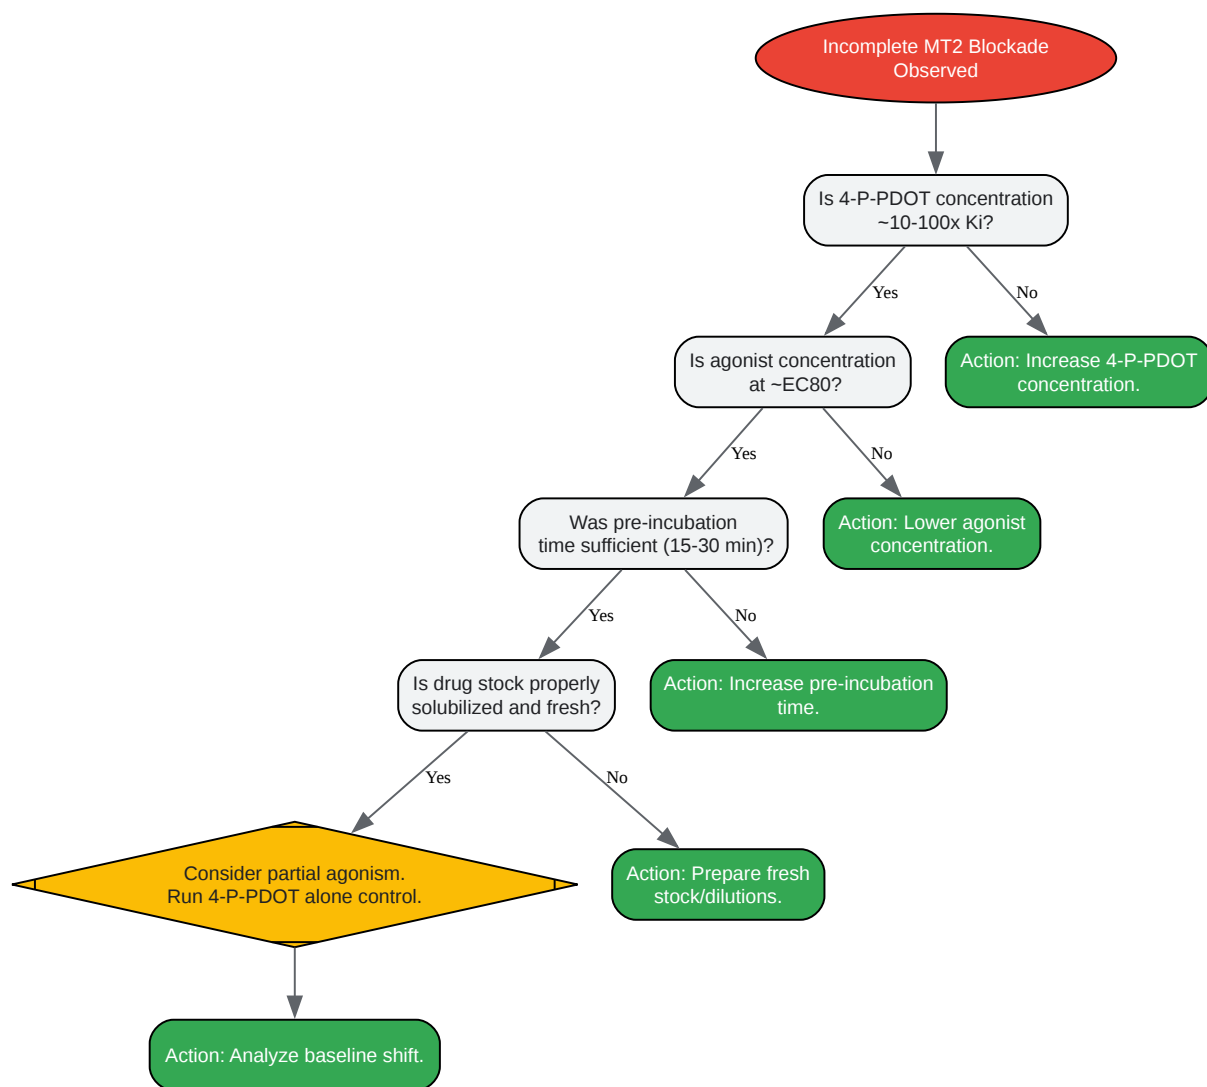 Incomplete MT2 Blockade
Observed
Is 4-P-PDOT concentration
~10-100x Ki?
Yes
No
Is agonist concentration
at ~EC80?
Action: Increase 4-P-PDOT
concentration.
Yes
No
Was pre-incubation
time sufficient (15-30 min)?
Action: Lower agonist
concentration.
Yes
No
Is drug stock properly
solubilized and fresh?
Action: Increase pre-incubation
time.
Yes
No
Consider partial agonism.
Run 4-P-PDOT alone control.
Action: Prepare fresh
stock/dilutions.
Action: Analyze baseline shift.